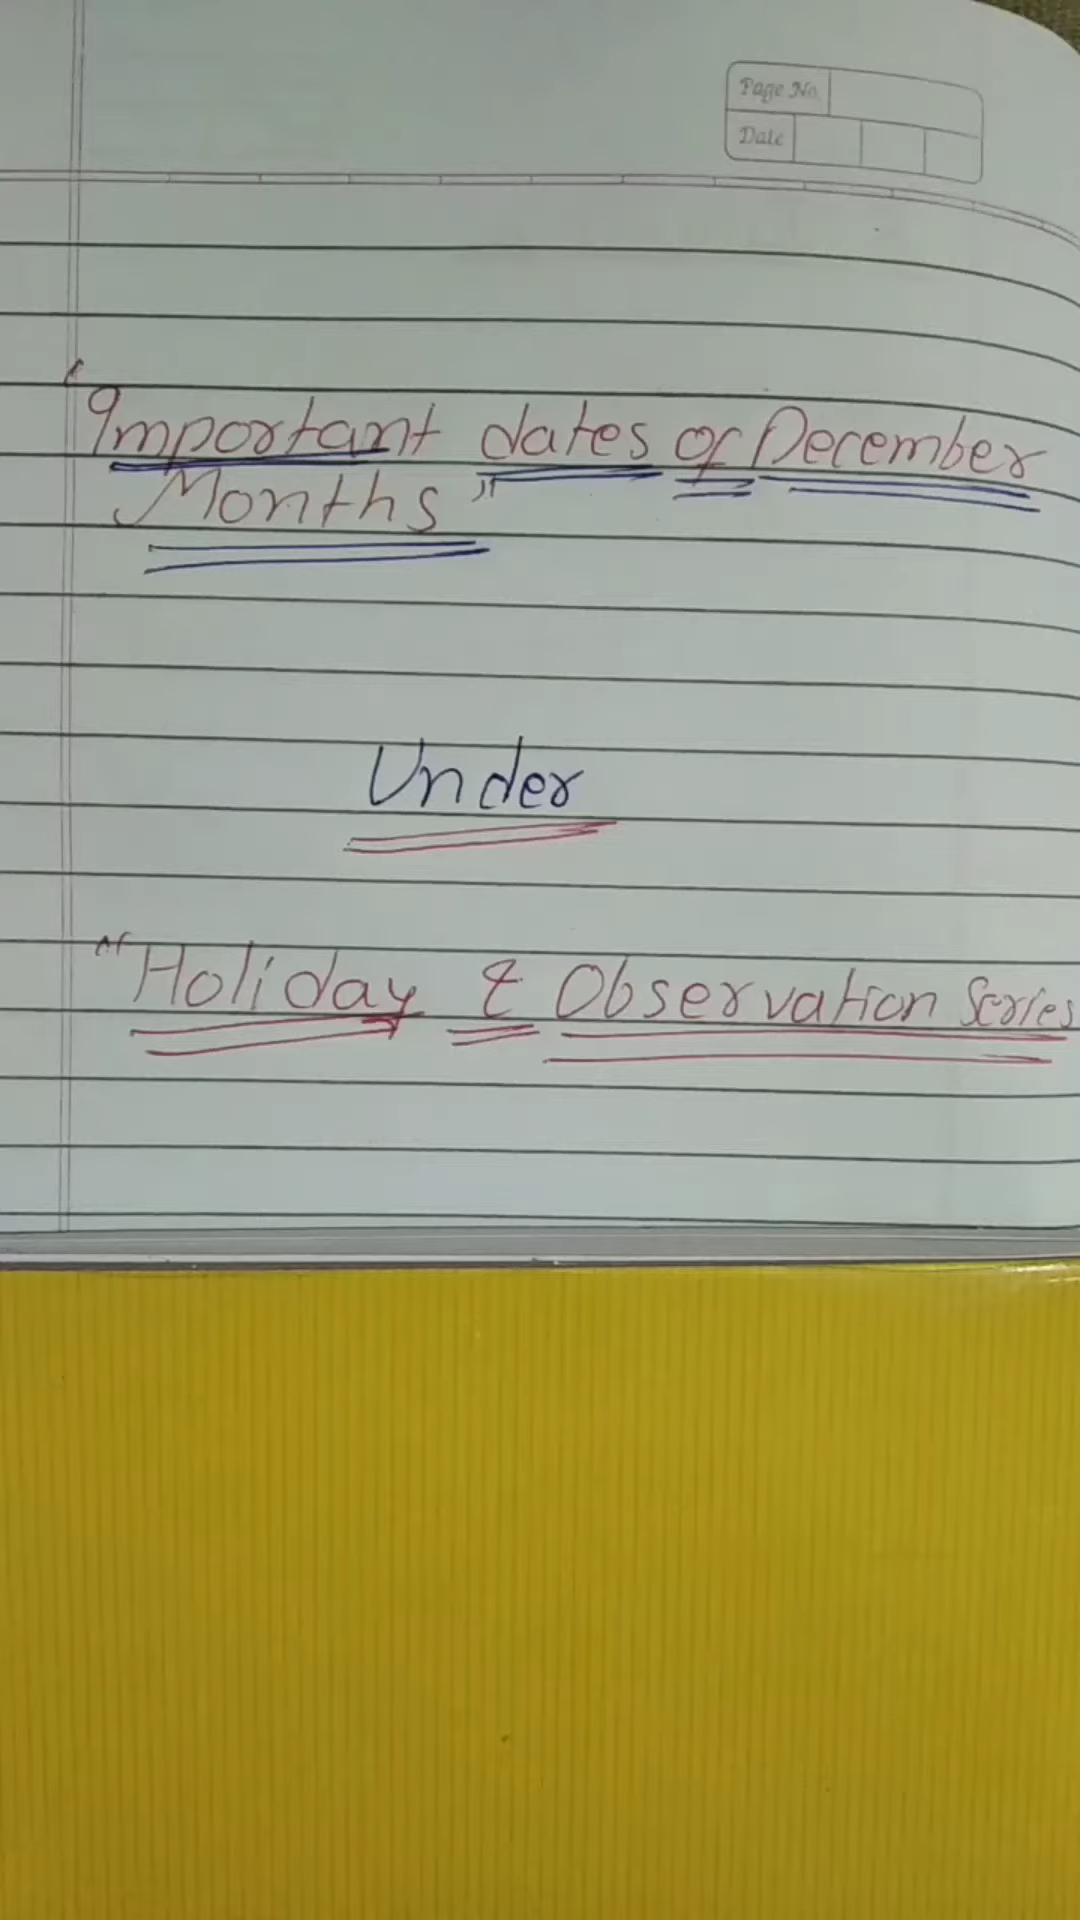 Page No.
Date
"Important dates of December
Months"
Under
"Holiday & Observation Series